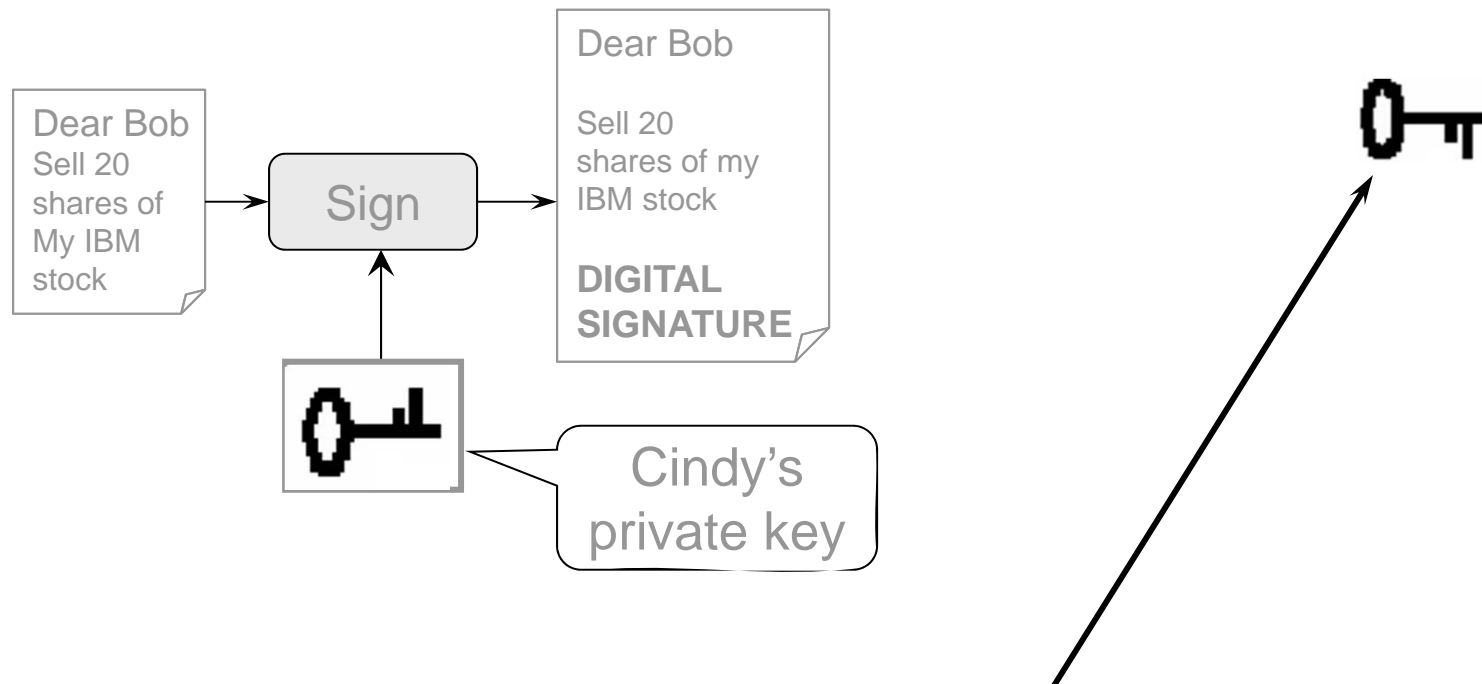 Dear Bob
Sell 20
shares of
My IBM
stock
Sign
Dear Bob
Sell 20
shares of my
IBM stock
DIGITAL
SIGNATURE
Cindy’s
private key